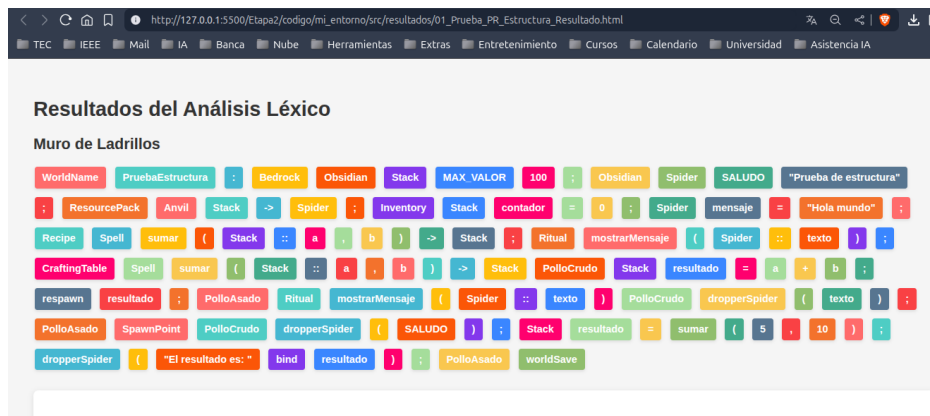 http://127.0.0.1:5500/Etapa2/codigo/mi_entorno/src/resultados/01_Prueba_PR_Estructura_Resultado.html
TEC IEEE Mail IA Banca Nube Herramientas Extras Entretenimiento Cursos Calendario Universidad Asistencia IA
Resultados del Análisis Léxico
Muro de Ladrillos
WorldName PruebaEstructura : Bedrock Obsidian Stack MAX_VALOR 100 ; Obsidian Spider SALUDO "Prueba de estructura"
; ResourcePack Anvil Stack -> Spider ; Inventory Stack contador = 0 ; Spider mensaje = "Hola mundo" ;
Recipe Spell sumar ( Stack :: a , b ) -> Stack ; Ritual mostrarMensaje ( Spider :: texto ) ;
CraftingTable Spell sumar ( Stack :: a , b ) -> Stack PolloCrudo Stack resultado = a + b ;
respawn resultado ; PolloAsado Ritual mostrarMensaje ( Spider :: texto ) PolloCrudo dropperSpider ( texto ) ;
PolloAsado SpawnPoint PolloCrudo dropperSpider ( SALUDO ) ; Stack resultado = sumar ( 5 , 10 ) ;
dropperSpider ( "El resultado es: " bind resultado ) ; PolloAsado worldSave